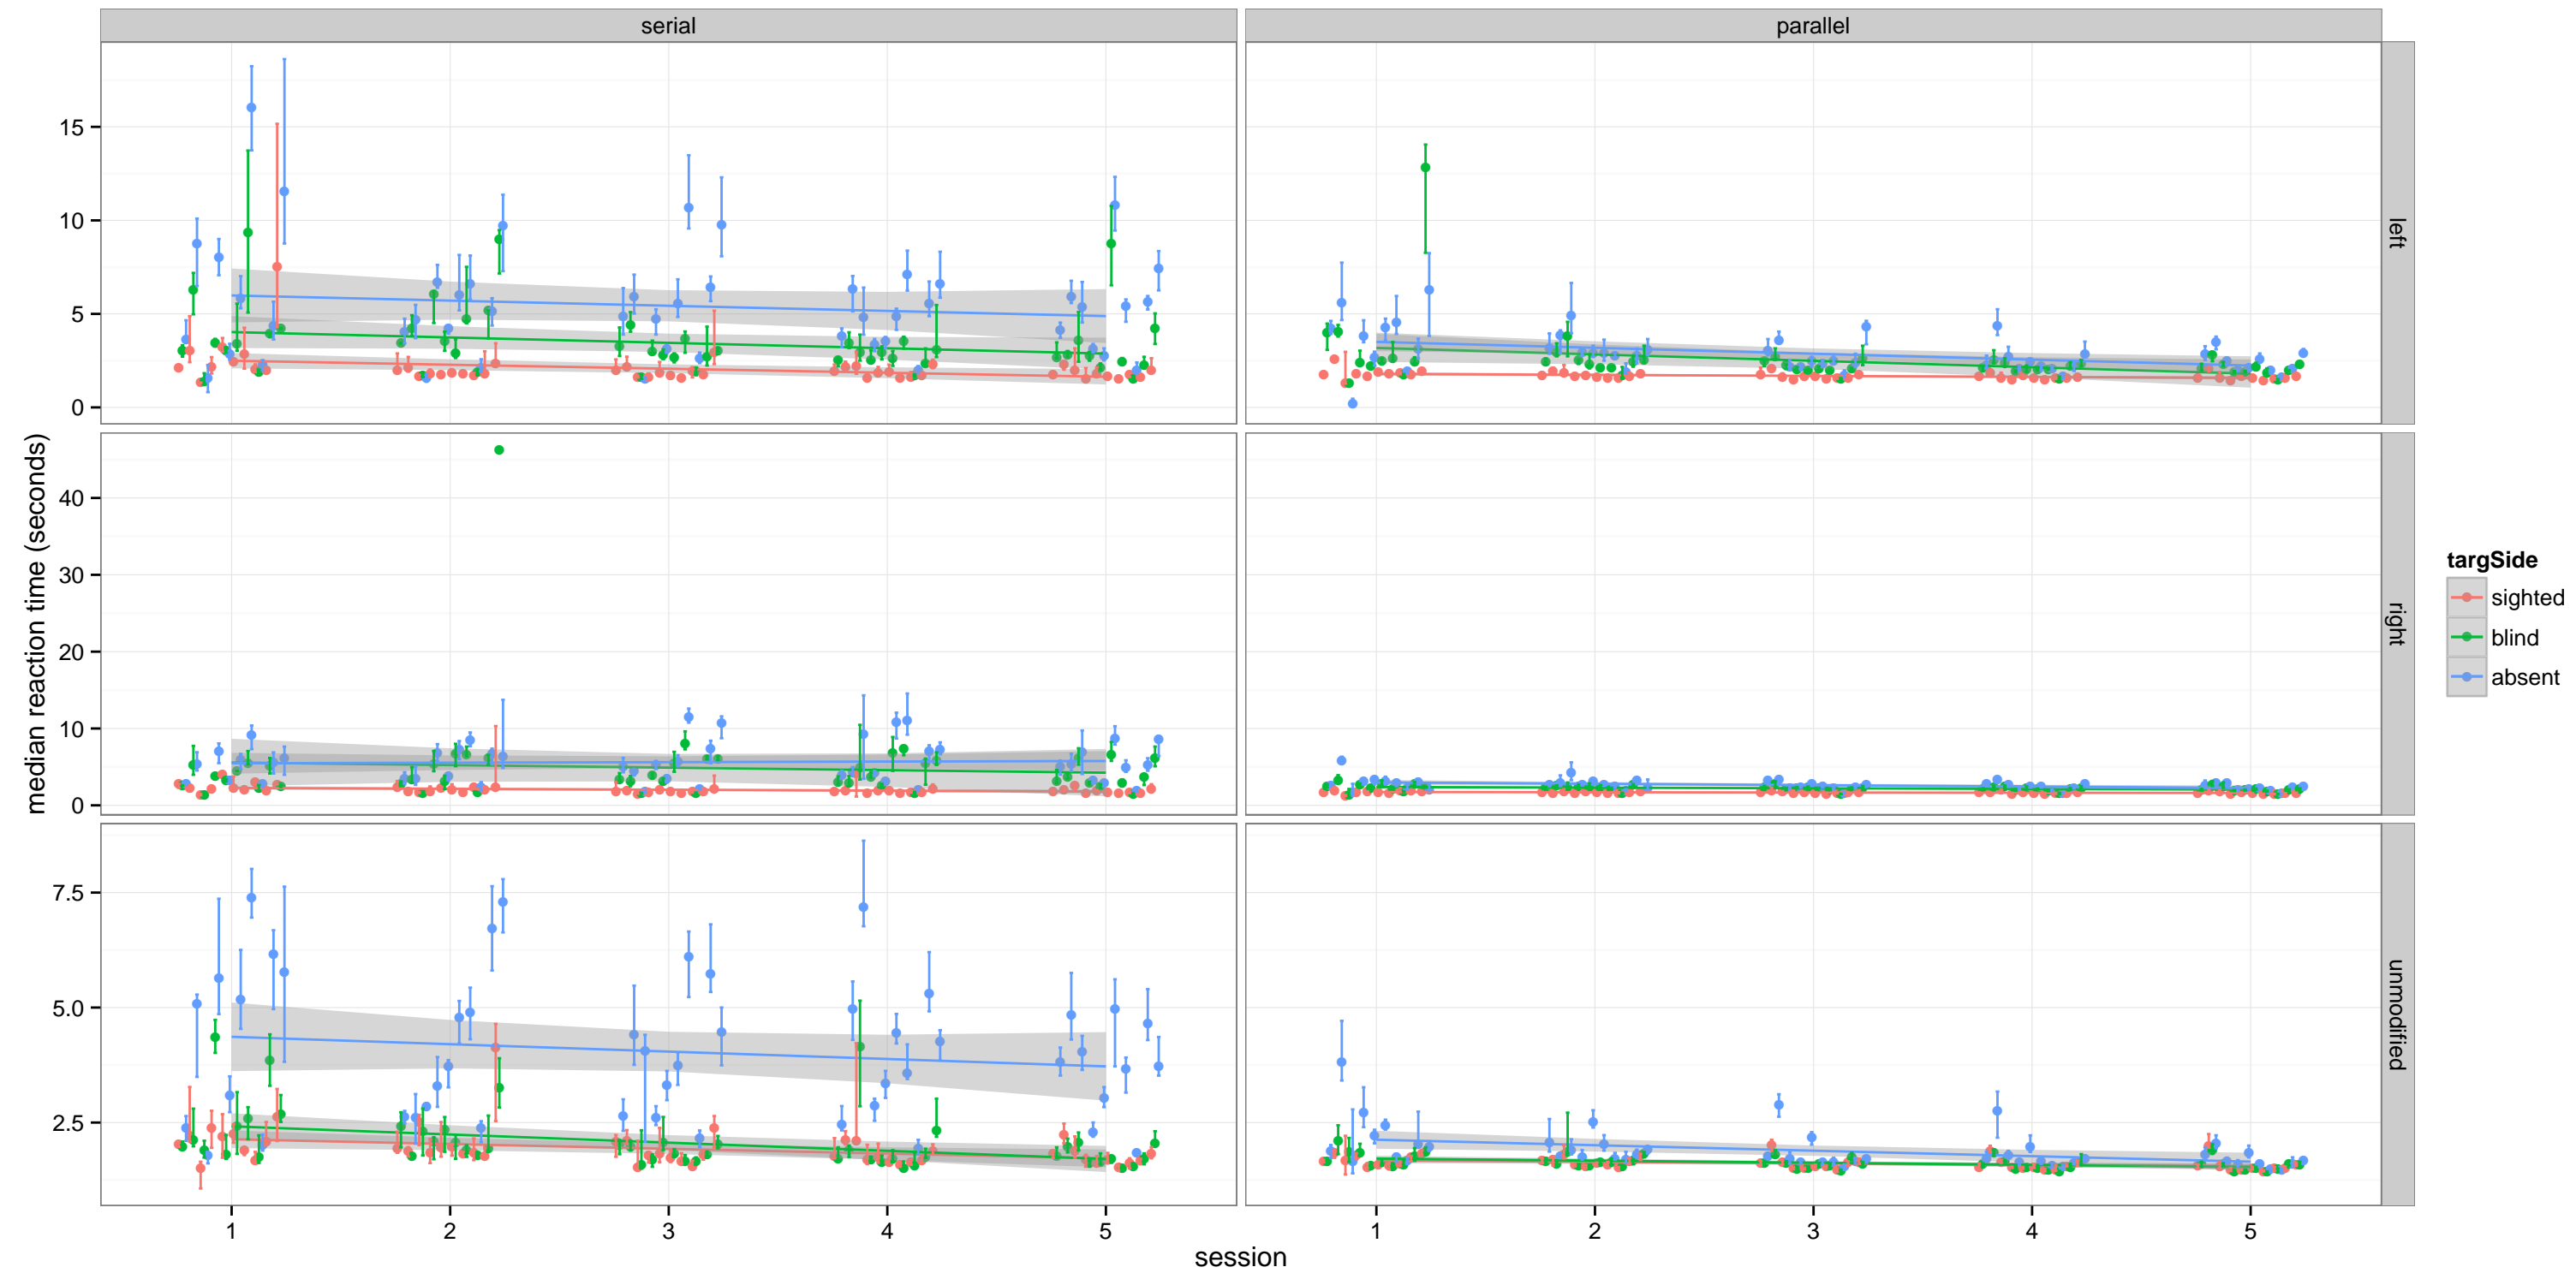 serial
parallel
15
10
5
0
left
40
30
20
10
0
right
7.5
5.0
2.5
unmodified
1
2
3
4
5
1
2
3
4
5
session
median reaction time (seconds)
targSide
sighted
blind
absent